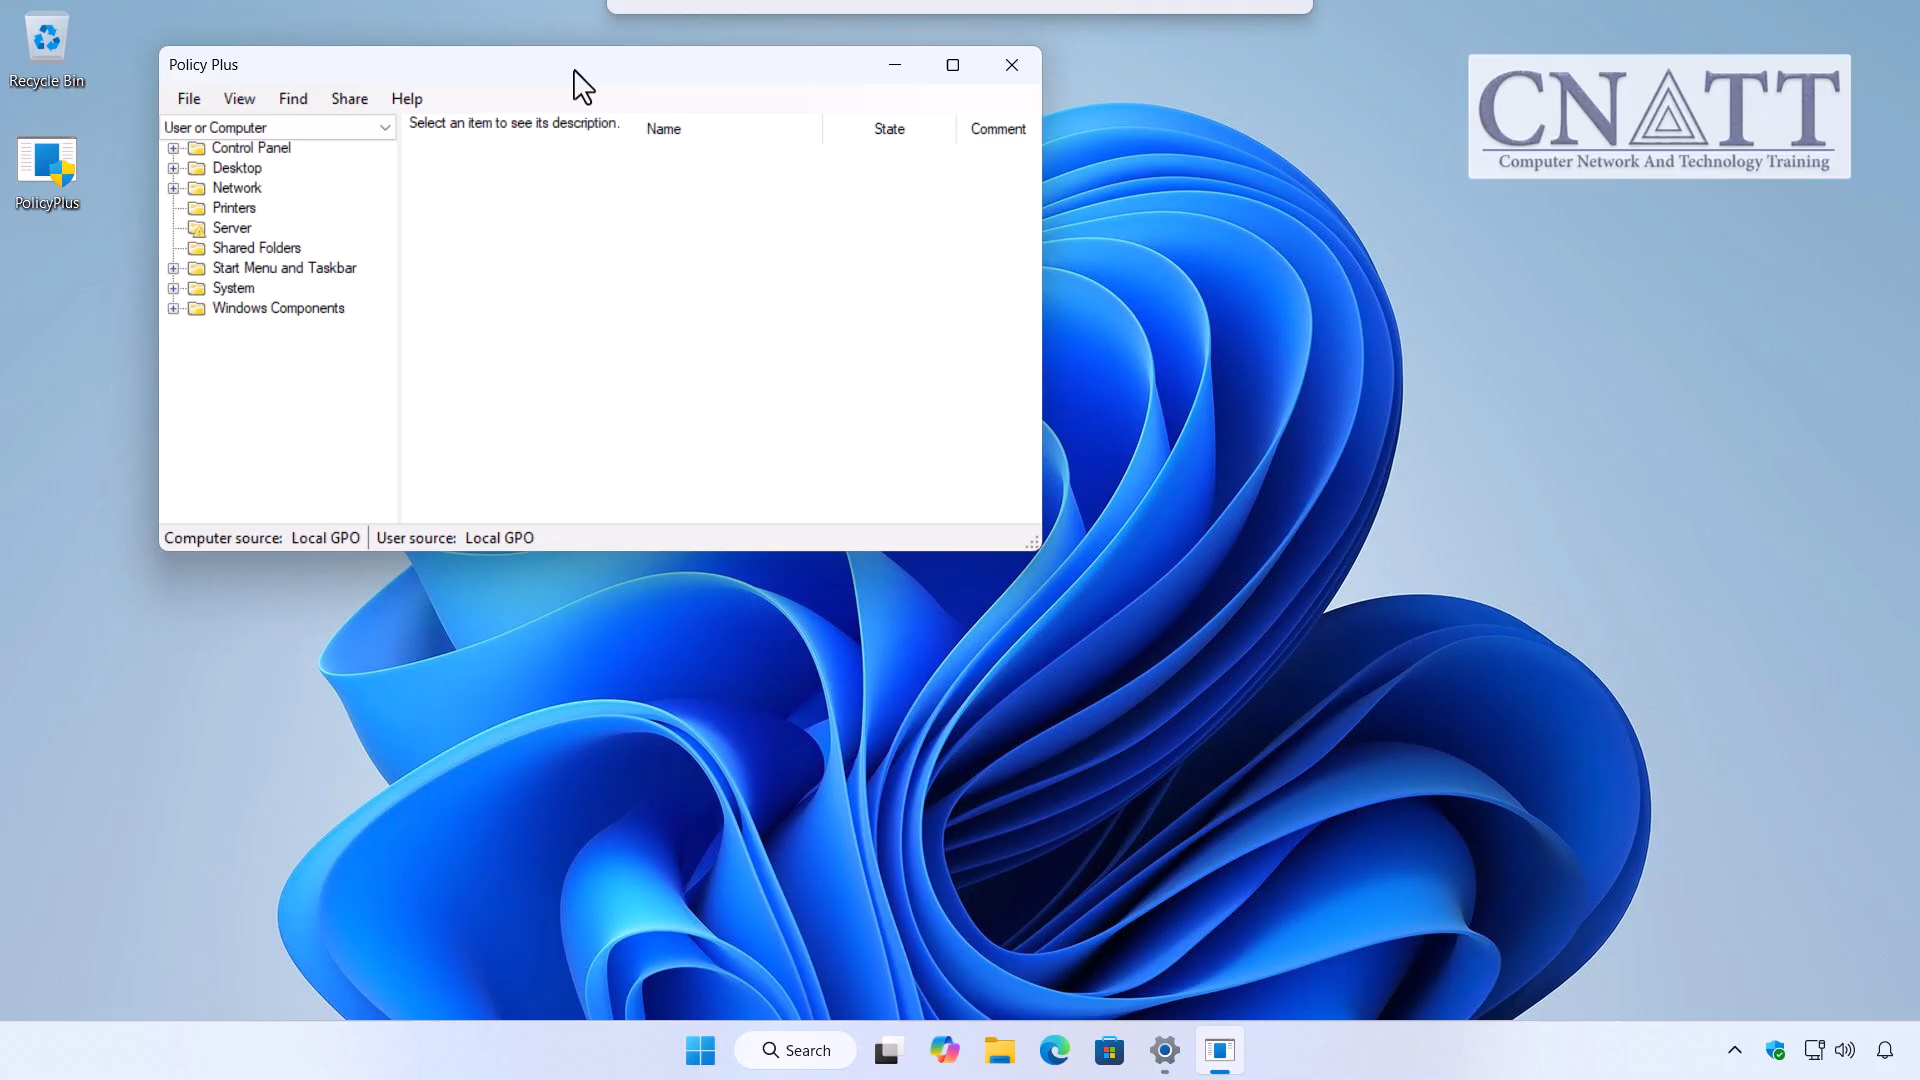 Recycle Bin
PolicyPlus
Policy Plus
File View Find Share Help
User or Computer
Control Panel
Desktop
Network
Printers
Server
Shared Folders
Start Menu and Taskbar
System
Windows Components
Select an item to see its description.
Name State Comment
Computer source: Local GPO User source: Local GPO
CNATT
Computer Network And Technology Training
Search